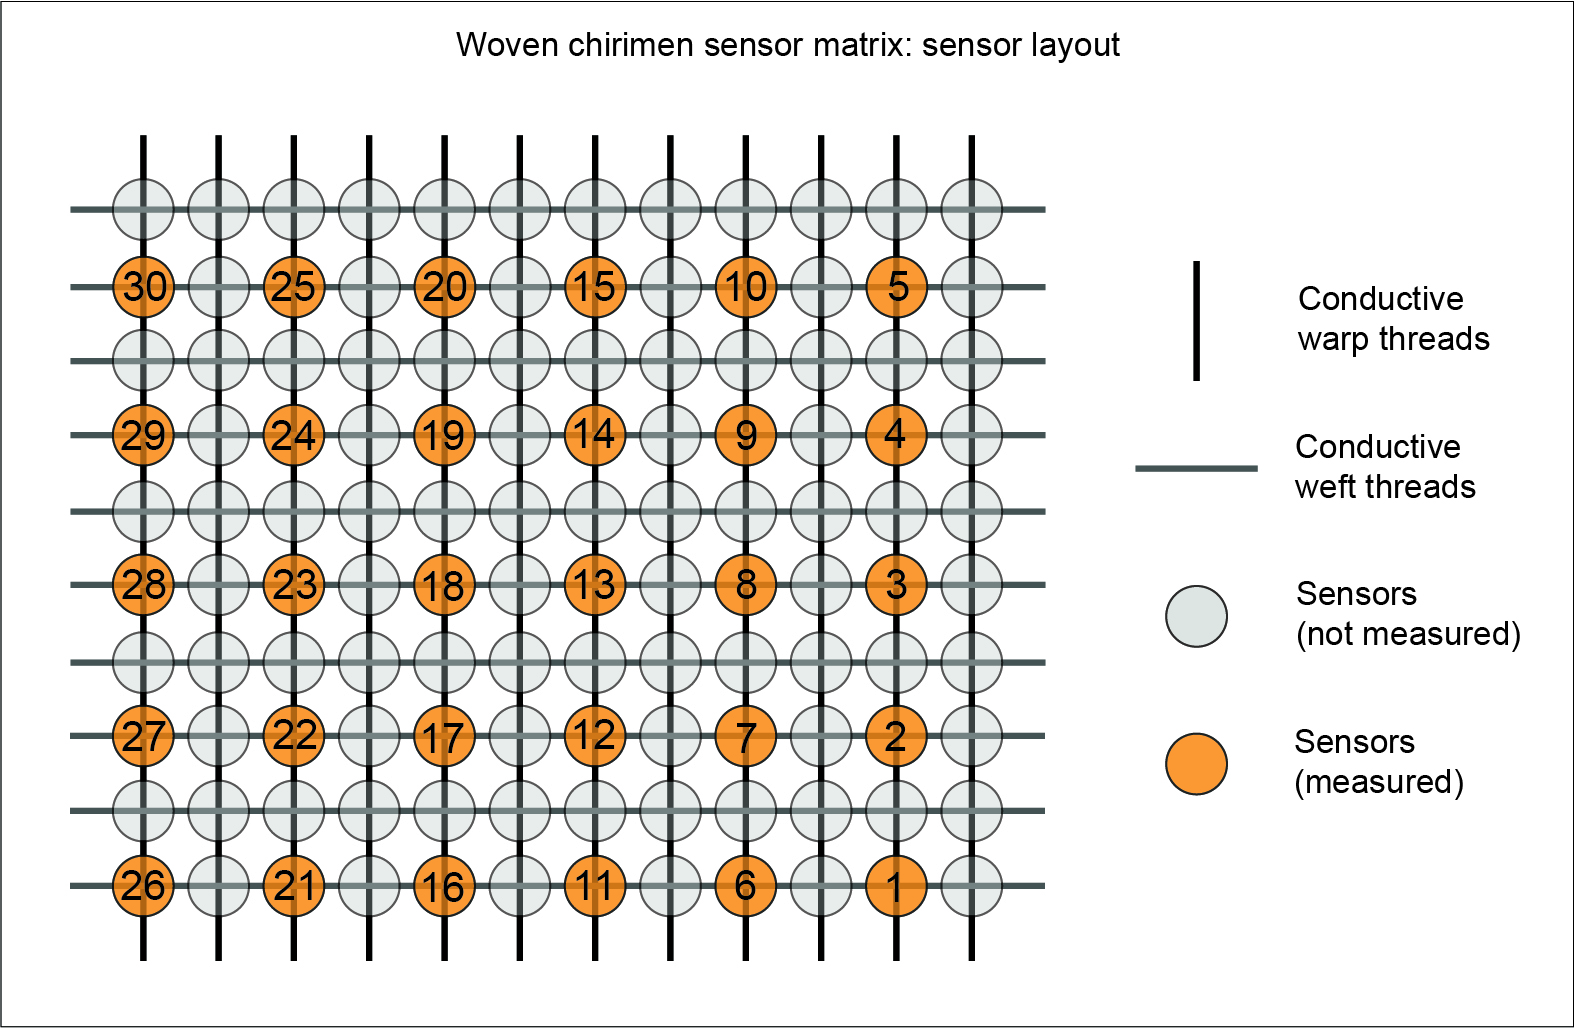 Woven chirimen sensor matrix: sensor layout
30 25 20 15 10 5
29 24 19 14 9 4
28 23 18 13 8 3
27 22 17 12 7 2
26 21 16 11 6 1
Conductive
warp threads
Conductive
weft threads
Sensors
(not measured)
Sensors
(measured)